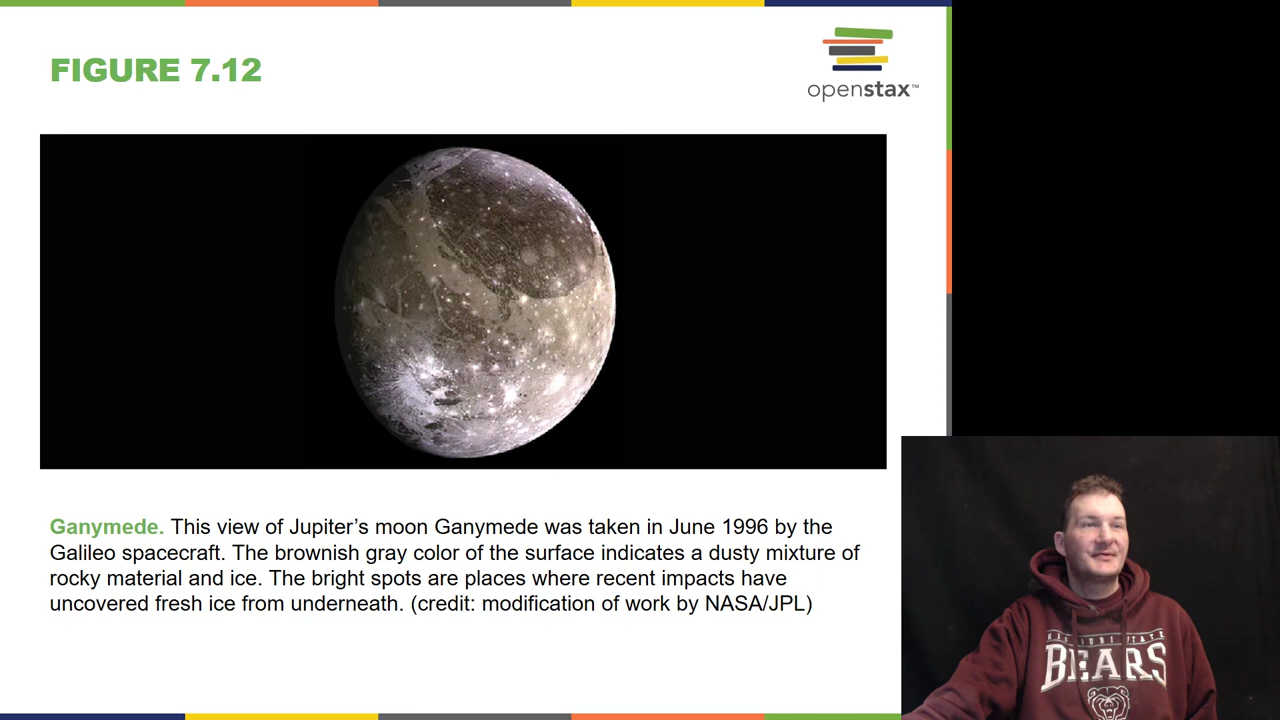 FIGURE 7.12
openstax™
Ganymede. This view of Jupiter’s moon Ganymede was taken in June 1996 by the
Galileo spacecraft. The brownish gray color of the surface indicates a dusty mixture of
rocky material and ice. The bright spots are places where recent impacts have
uncovered fresh ice from underneath. (credit: modification of work by NASA/JPL)
MISSOURI STATE
BEARS